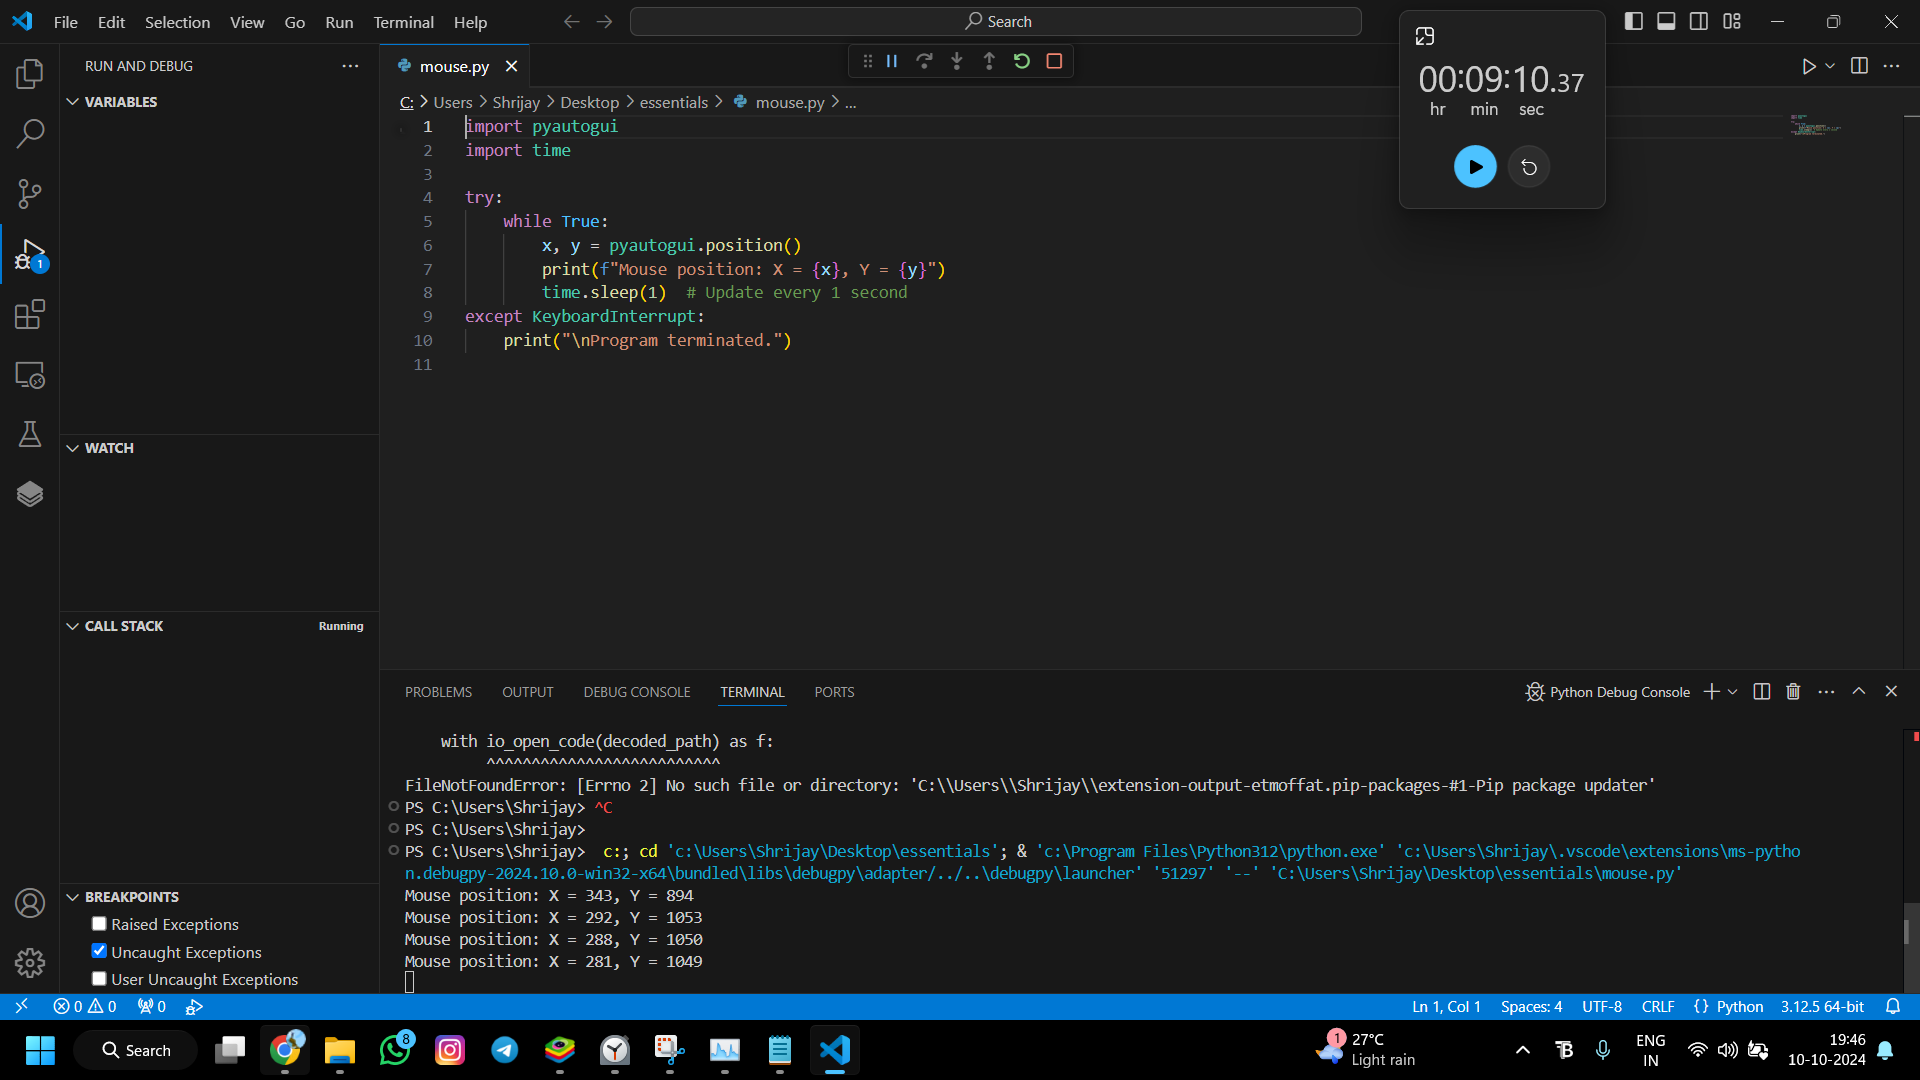 File Edit Selection View Go Run Terminal Help
Search
RUN AND DEBUG
mouse.py
00:09:10.37
hr min sec
VARIABLES
C: > Users > Shrijay > Desktop > essentials > mouse.py > ...
1 import pyautogui
2 import time
3
4 try:
5 while True:
6 x, y = pyautogui.position()
7 print(f"Mouse position: X = {x}, Y = {y}")
8 time.sleep(1)  # Update every 1 second
9 except KeyboardInterrupt:
10 print("\nProgram terminated.")
11
WATCH
CALL STACK
Running
BREAKPOINTS
Raised Exceptions
Uncaught Exceptions
User Uncaught Exceptions
1
PROBLEMS OUTPUT DEBUG CONSOLE TERMINAL PORTS
Python Debug Console
with io_open_code(decoded_path) as f:
^^^^^^^^^^^^^^^^^^^^^^^^^^
FileNotFoundError: [Errno 2] No such file or directory: 'C:\\Users\\Shrijay\\extension-output-etmoffat.pip-packages-#1-Pip package updater'
PS C:\Users\Shrijay> ^C
PS C:\Users\Shrijay>
PS C:\Users\Shrijay>  c:; cd 'c:\Users\Shrijay\Desktop\essentials'; & 'c:\Program Files\Python312\python.exe' 'c:\Users\Shrijay\.vscode\extensions\ms-pytho
n.debugpy-2024.10.0-win32-x64\bundled\libs\debugpy\adapter/../..\debugpy\launcher' '51297' '--' 'C:\Users\Shrijay\Desktop\essentials\mouse.py'
Mouse position: X = 343, Y = 894
Mouse position: X = 292, Y = 1053
Mouse position: X = 288, Y = 1050
Mouse position: X = 281, Y = 1049
0 0 0
Ln 1, Col 1 Spaces: 4 UTF-8 CRLF {} Python 3.12.5 64-bit
Search
8
1
27°C
Light rain
ENG
IN
19:46
10-10-2024